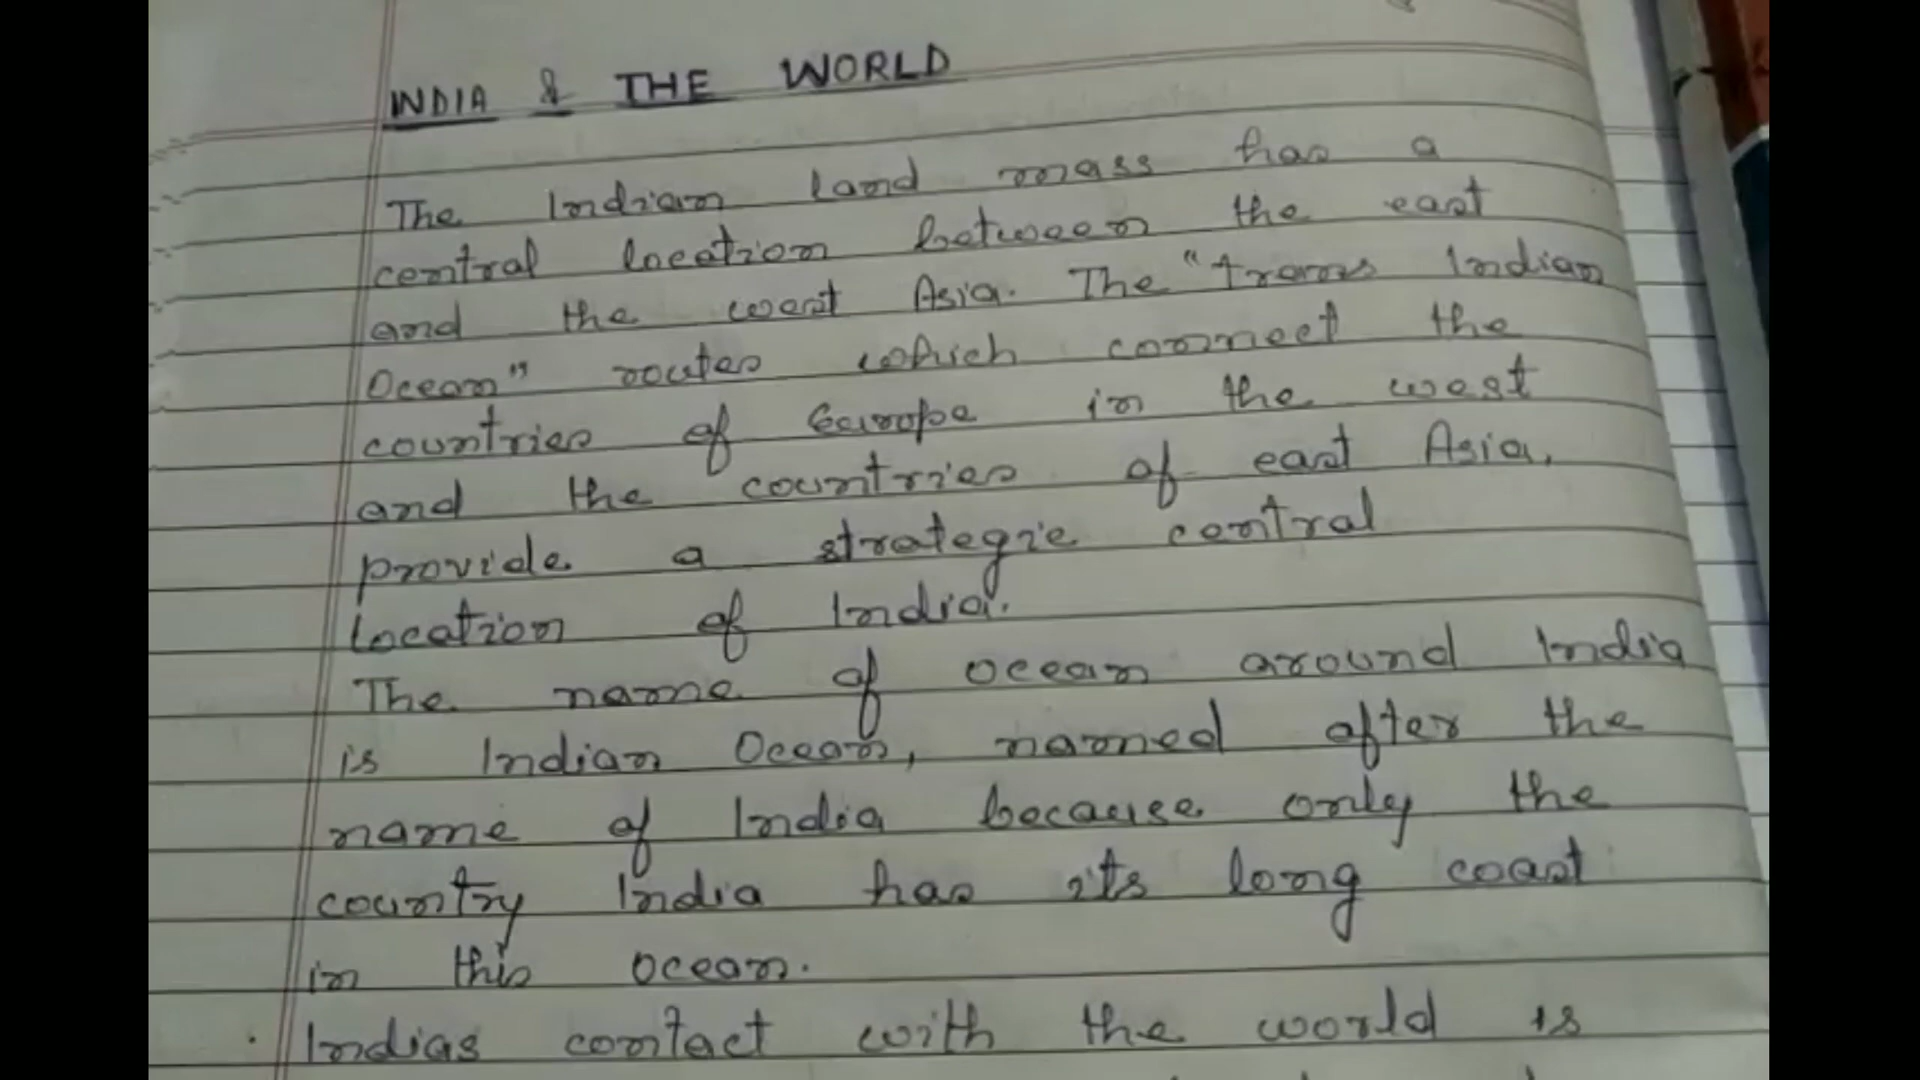 INDIA & THE WORLD
The Indian land mass has a
central location between the east
and the west Asia. The "trans Indian
Ocean" routes which connect the
countries of Europe in the west
and the countries of east Asia,
provide a strategic central
location of India.
The name of ocean around India
is Indian Ocean, named after the
name of India because only the
country India has its long coast
in this ocean.
Indias contact with the world is